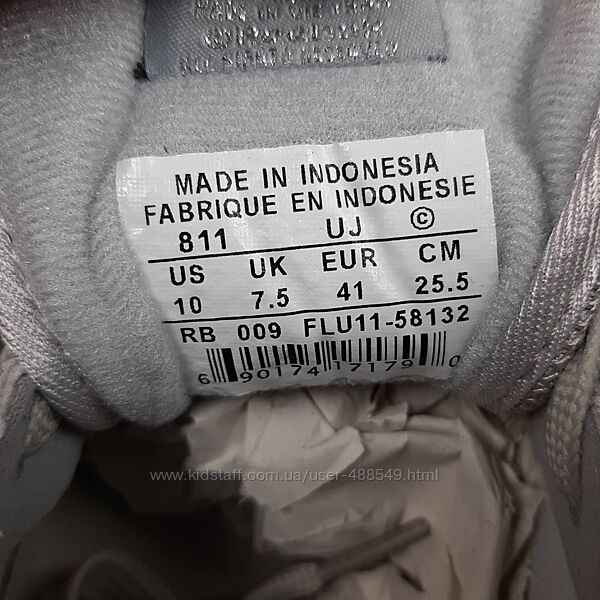 MADE IN INDONESIA
FABRIQUE EN INDONESIE
811 UJ ©
US UK EUR CM
10 7.5 41 25.5
RB 009 FLU11-58132
6 90174 17179 0
www.kidstaff.com.ua/user-488549.html